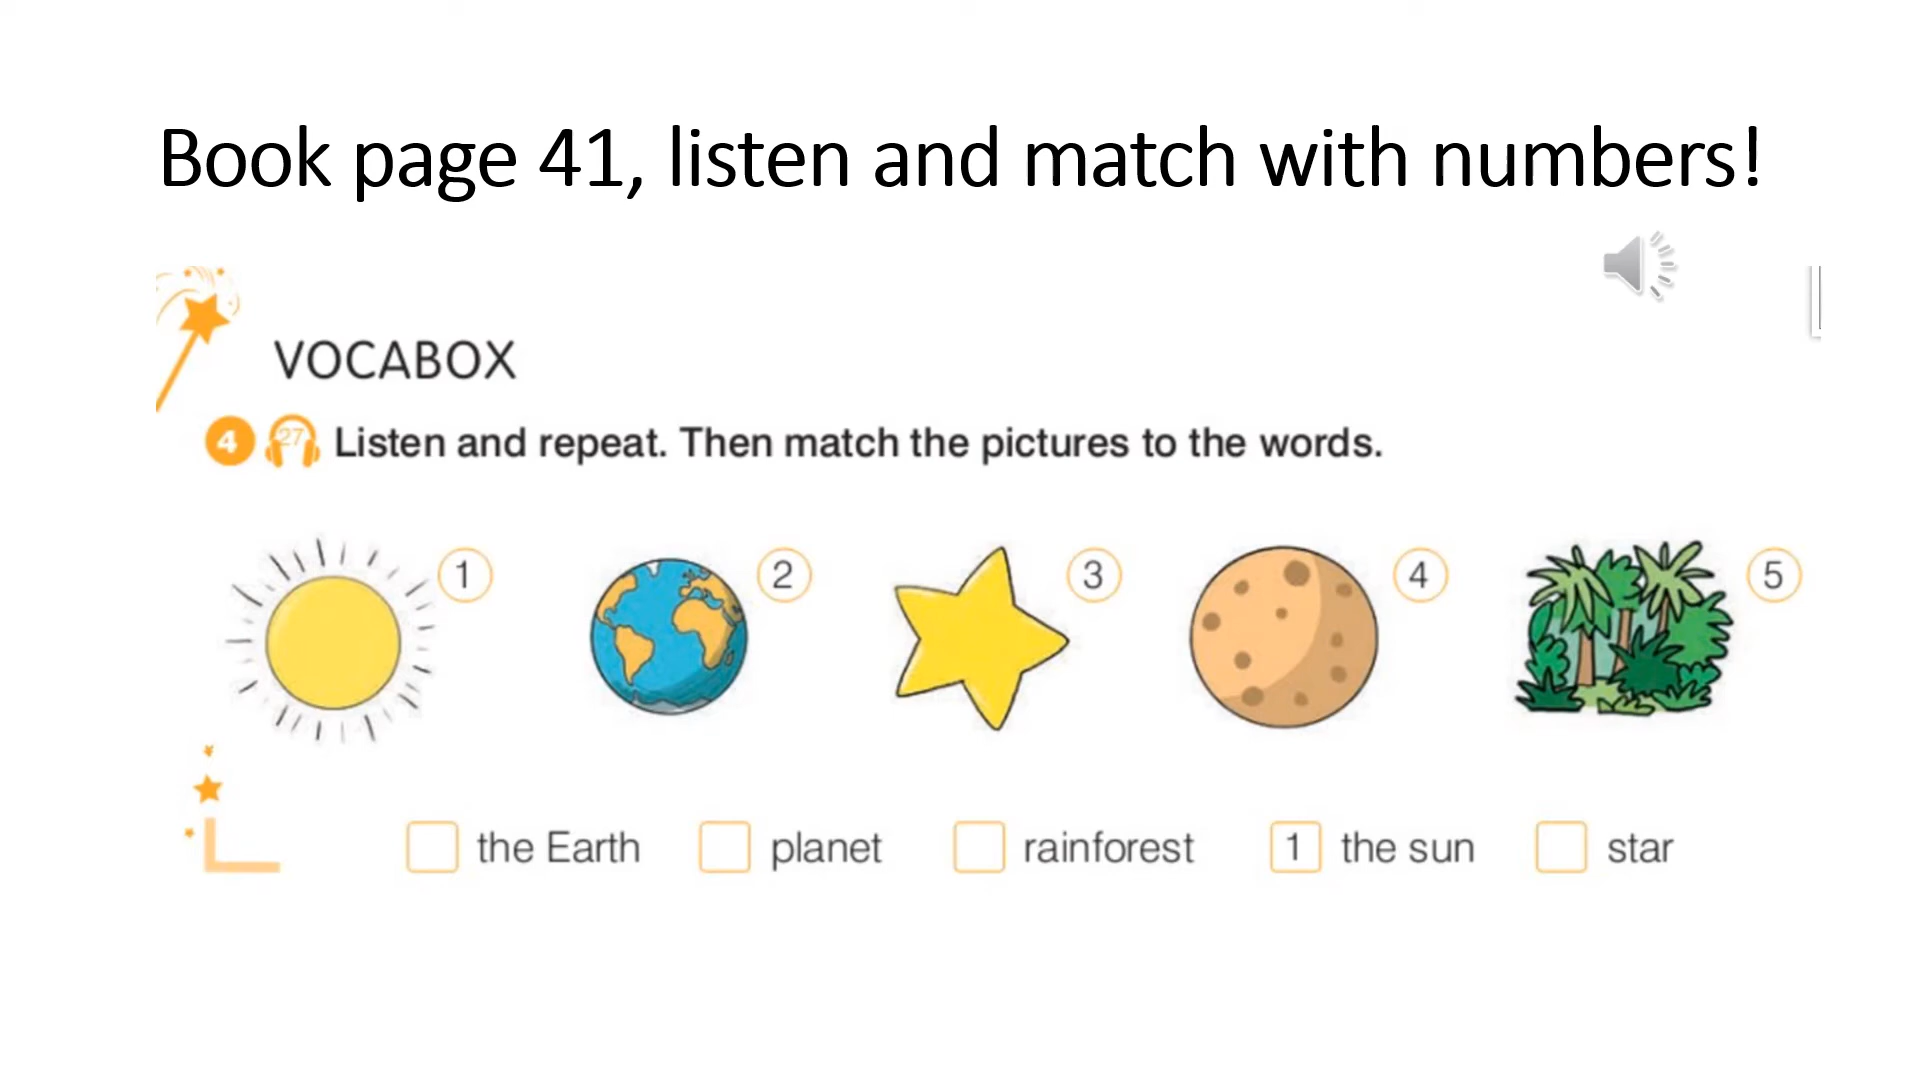 Book page 41, listen and match with numbers!
VOCABOX
4 27 Listen and repeat. Then match the pictures to the words.
1 2 3 4 5
the Earth planet rainforest 1 the sun star